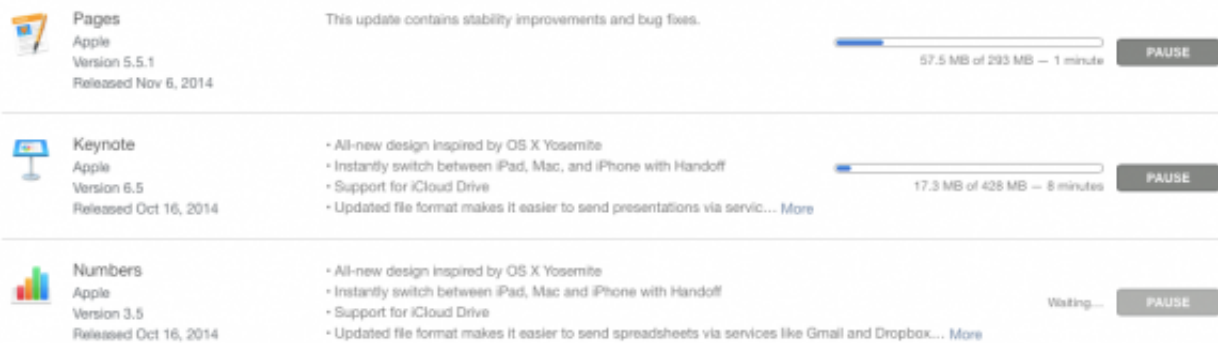 Pages
Apple
Version 5.5.1
Released Nov 6, 2014
This update contains stability improvements and bug fixes.
57.5 MB of 293 MB — 1 minute
PAUSE
Keynote
Apple
Version 6.5
Released Oct 16, 2014
• All-new design inspired by OS X Yosemite
• Instantly switch between iPad, Mac, and iPhone with Handoff
• Support for iCloud Drive
• Updated file format makes it easier to send presentations via servic... More
17.3 MB of 428 MB — 8 minutes
PAUSE
Numbers
Apple
Version 3.5
Released Oct 16, 2014
• All-new design inspired by OS X Yosemite
• Instantly switch between iPad, Mac and iPhone with Handoff
• Support for iCloud Drive
• Updated file format makes it easier to send spreadsheets via services like Gmail and Dropbox... More
Waiting...
PAUSE